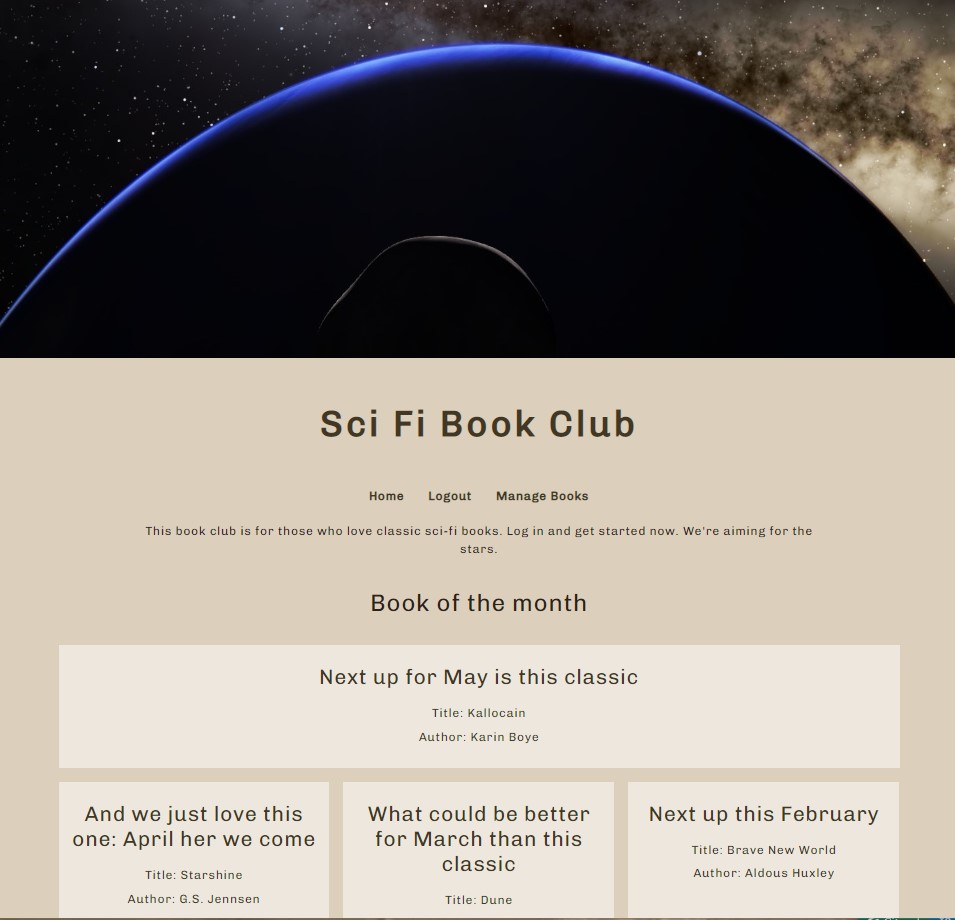 Sci Fi Book Club
Home Logout Manage Books
This book club is for those who love classic sci-fi books. Log in and get started now. We're aiming for the
stars.
Book of the month
Next up for May is this classic
Title: Kallocain
Author: Karin Boye
And we just love this
one: April her we come
Title: Starshine
Author: G.S. Jennsen
What could be better
for March than this
classic
Title: Dune
Next up this February
Title: Brave New World
Author: Aldous Huxley